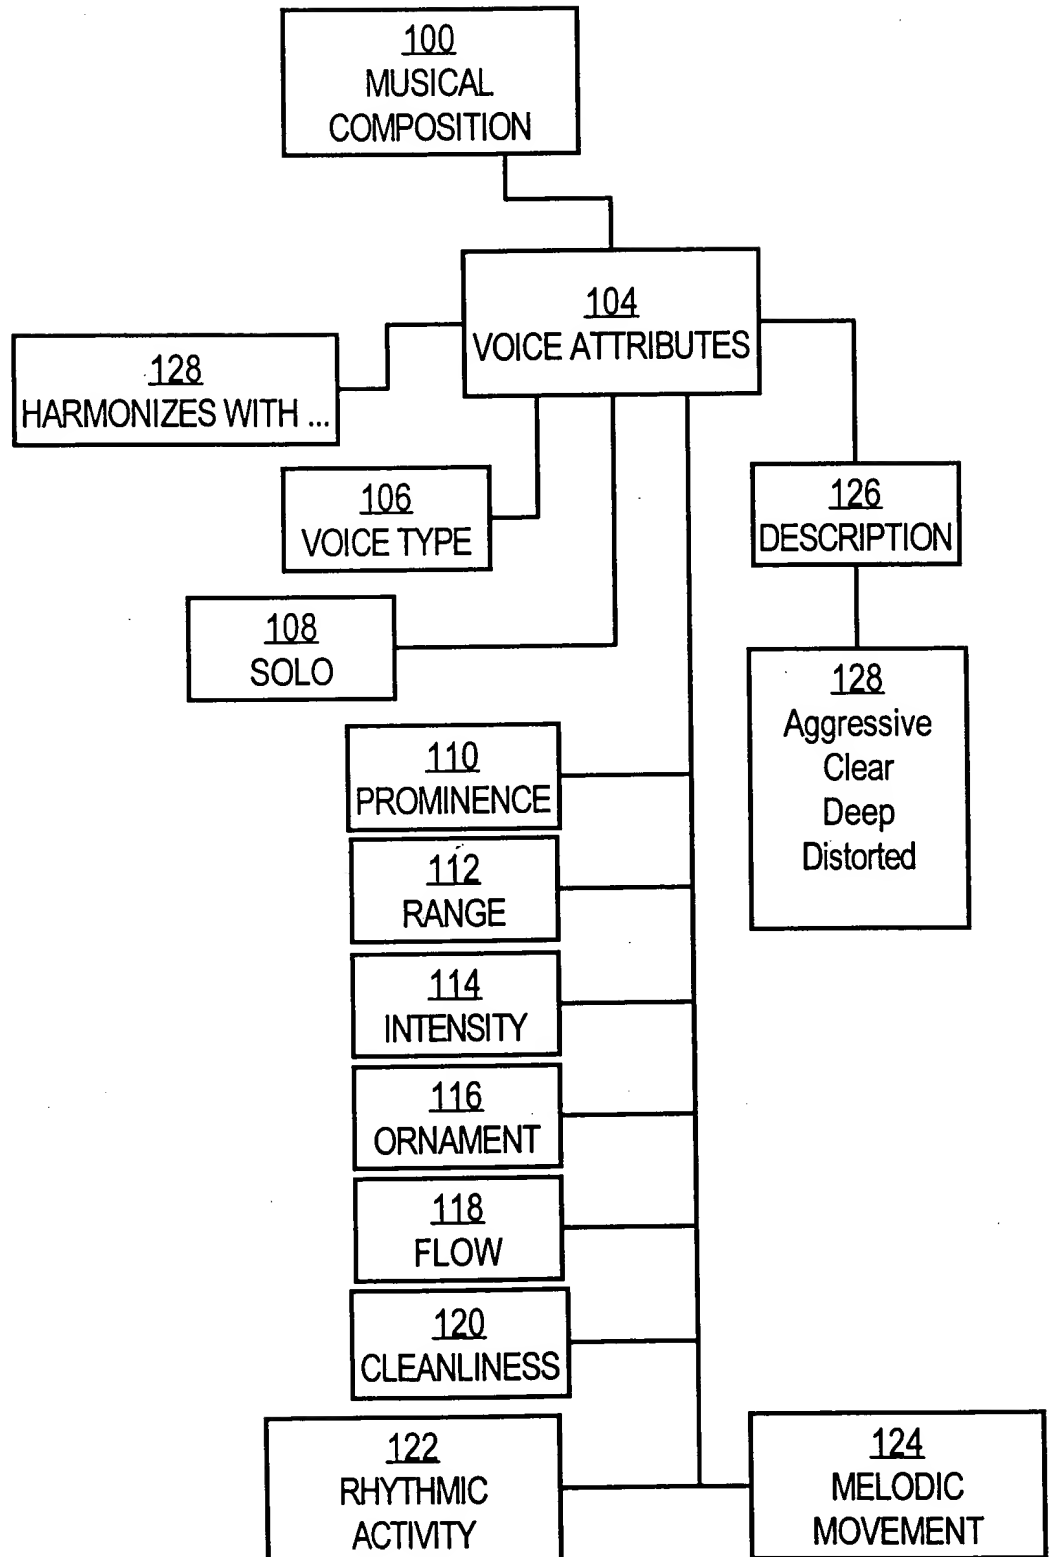 100
MUSICAL
COMPOSITION
104
VOICE ATTRIBUTES
128
HARMONIZES WITH ...
106
VOICE TYPE
126
DESCRIPTION
108
SOLO
128
Aggressive
Clear
Deep
Distorted
110
PROMINENCE
112
RANGE
114
INTENSITY
116
ORNAMENT
118
FLOW
120
CLEANLINESS
122
RHYTHMIC
ACTIVITY
124
MELODIC
MOVEMENT